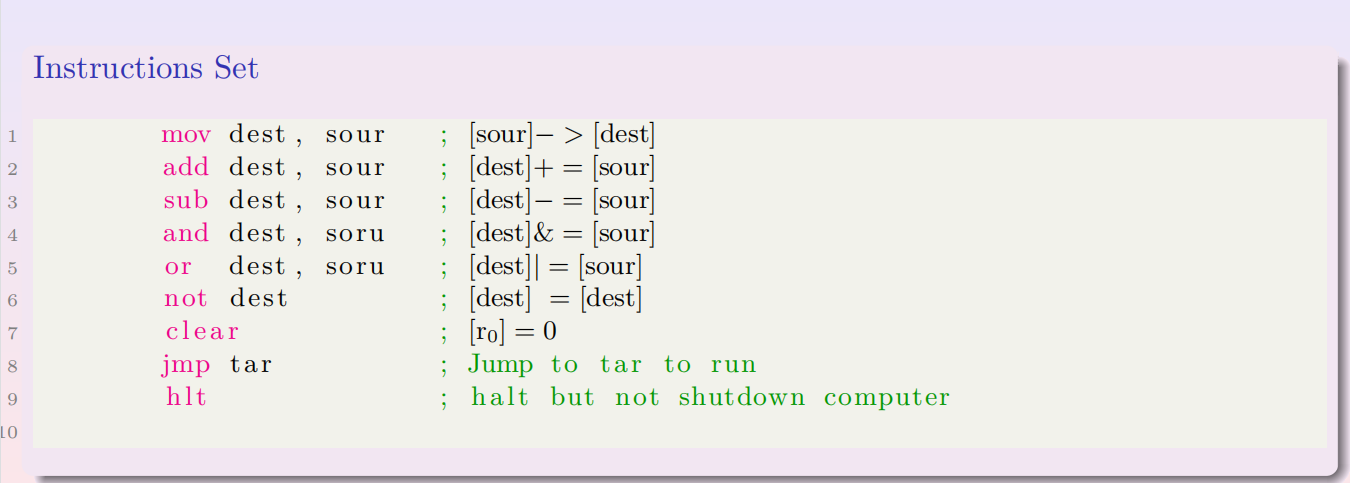 Instructions Set
1 mov dest, sour ; [sour]− > [dest]
2 add dest, sour ; [dest]+ = [sour]
3 sub dest, sour ; [dest]− = [sour]
4 and dest, soru ; [dest]& = [sour]
5 or dest, soru ; [dest]| = [sour]
6 not dest ; [dest] = [dest]
7 clear ; [r₀] = 0
8 jmp tar ; Jump to tar to run
9 hlt ; halt but not shutdown computer
10